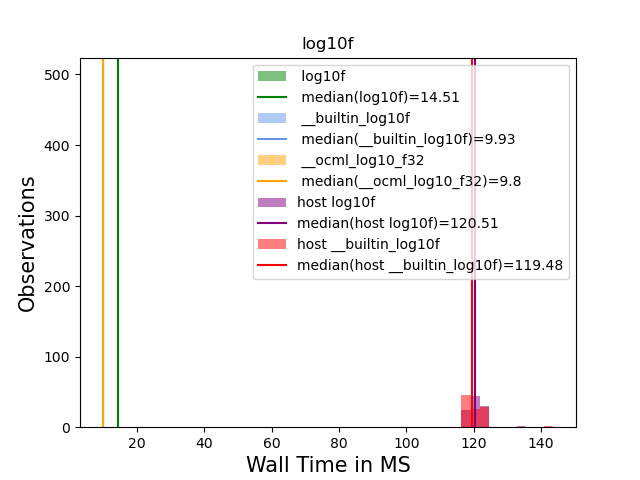 log10f
500
400
300
200
100
0
Observations
log10f
median(log10f)=14.51
__builtin_log10f
median(__builtin_log10f)=9.93
__ocml_log10_f32
median(__ocml_log10_f32)=9.8
host log10f
median(host log10f)=120.51
host __builtin_log10f
median(host __builtin_log10f)=119.48
20 40 60 80 100 120 140
Wall Time in MS